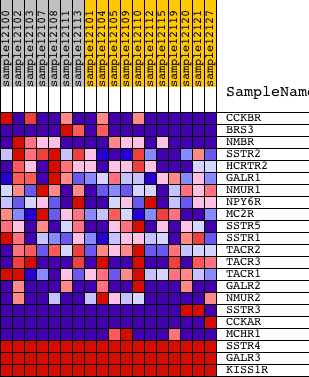 sample12100
sample12102
sample12103
sample12107
sample12108
sample12111
sample12113
sample12101
sample12104
sample12105
sample12109
sample12110
sample12112
sample12115
sample12119
sample12120
sample12121
sample12127
SampleName
CCKBR
BRS3
NMBR
SSTR2
HCRTR2
GALR1
NMUR1
NPY6R
MC2R
SSTR5
SSTR1
TACR2
TACR3
TACR1
GALR2
NMUR2
SSTR3
CCKAR
MCHR1
SSTR4
GALR3
KISS1R